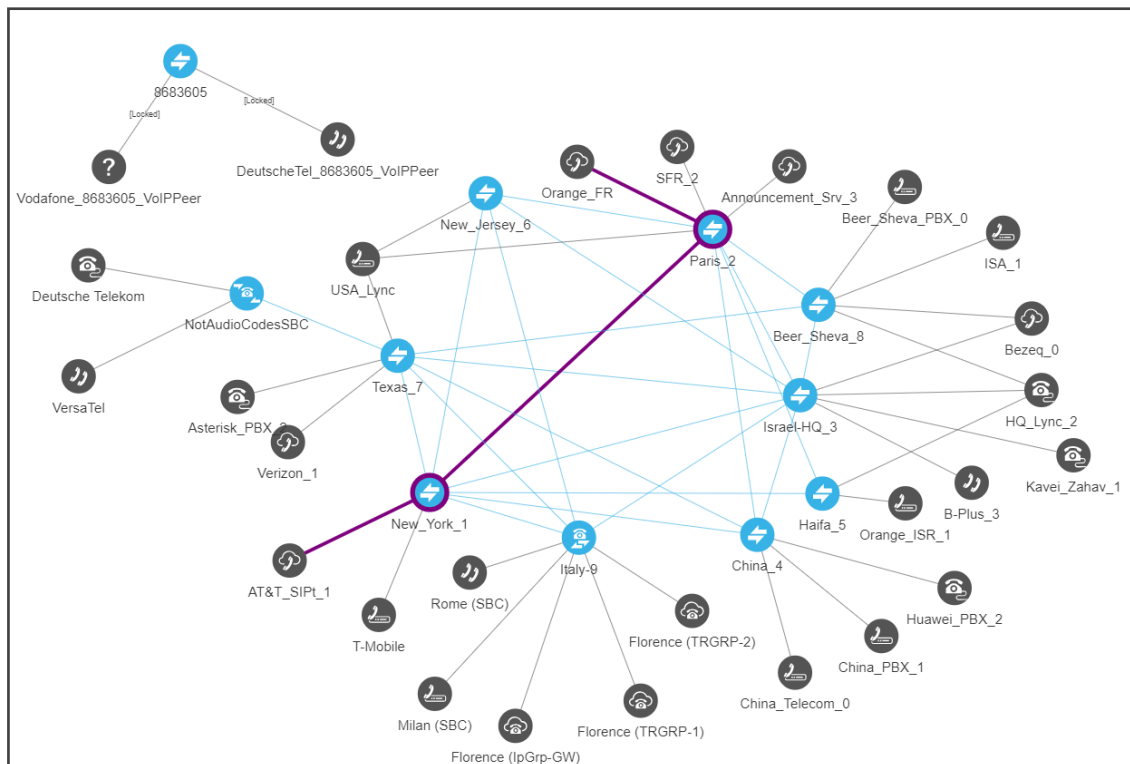 8683605
[Locked]
[Locked]
Vodafone_8683605_VoIPPeer
DeutscheTel_8683605_VoIPPeer
Orange_FR
SFR_2
Announcement_Srv_3
Beer_Sheva_PBX_0
New_Jersey_6
Paris_2
ISA_1
Deutsche Telekom
USA_Lync
NotAudioCodesSBC
Beer_Sheva_8
Bezeq_0
Texas_7
VersaTel
Asterisk_PBX_3
Israel-HQ_3
HQ_Lync_2
Verizon_1
Kavei_Zahav_1
New_York_1
Haifa_5
B-Plus_3
Orange_ISR_1
Italy-9
China_4
AT&T_SIPt_1
Rome (SBC)
Huawei_PBX_2
T-Mobile
Florence (TRGRP-2)
China_PBX_1
China_Telecom_0
Milan (SBC)
Florence (TRGRP-1)
Florence (IpGrp-GW)